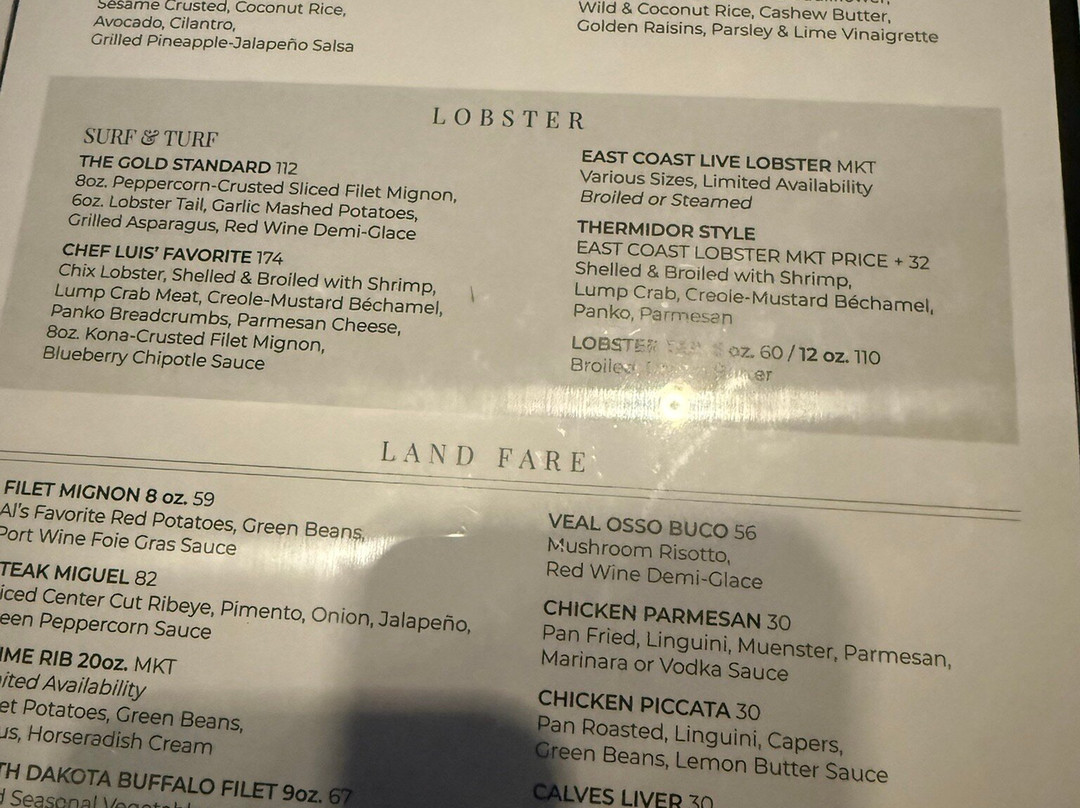 Sesame Crusted, Coconut Rice,
Avocado, Cilantro,
Grilled Pineapple-Jalapeño Salsa
Wild & Coconut Rice, Cashew Butter,
Golden Raisins, Parsley & Lime Vinaigrette
LOBSTER
SURF & TURF
THE GOLD STANDARD 112
8oz. Peppercorn-Crusted Sliced Filet Mignon,
6oz. Lobster Tail, Garlic Mashed Potatoes,
Grilled Asparagus, Red Wine Demi-Glace
CHEF LUIS' FAVORITE 174
Chix Lobster, Shelled & Broiled with Shrimp,
Lump Crab Meat, Creole-Mustard Béchamel,
Panko Breadcrumbs, Parmesan Cheese,
8oz. Kona-Crusted Filet Mignon,
Blueberry Chipotle Sauce
EAST COAST LIVE LOBSTER MKT
Various Sizes, Limited Availability
Broiled or Steamed
THERMIDOR STYLE
EAST COAST LOBSTER MKT PRICE + 32
Shelled & Broiled with Shrimp,
Lump Crab, Creole-Mustard Béchamel,
Panko, Parmesan
LOBSTER oz. 60 / 12 oz. 110
LAND FARE
FILET MIGNON 8 oz. 59
Al's Favorite Red Potatoes, Green Beans,
Port Wine Foie Gras Sauce
TEAK MIGUEL 82
iced Center Cut Ribeye, Pimento, Onion, Jalapeño,
een Peppercorn Sauce
IME RIB 20oz. MKT
ited Availability
et Potatoes, Green Beans,
us, Horseradish Cream
TH DAKOTA BUFFALO FILET 9oz. 67
Seasonal
VEAL OSSO BUCO 56
Mushroom Risotto,
Red Wine Demi-Glace
CHICKEN PARMESAN 30
Pan Fried, Linguini, Muenster, Parmesan,
Marinara or Vodka Sauce
CHICKEN PICCATA 30
Pan Roasted, Linguini, Capers,
Green Beans, Lemon Butter Sauce
CALVES LIVER 30